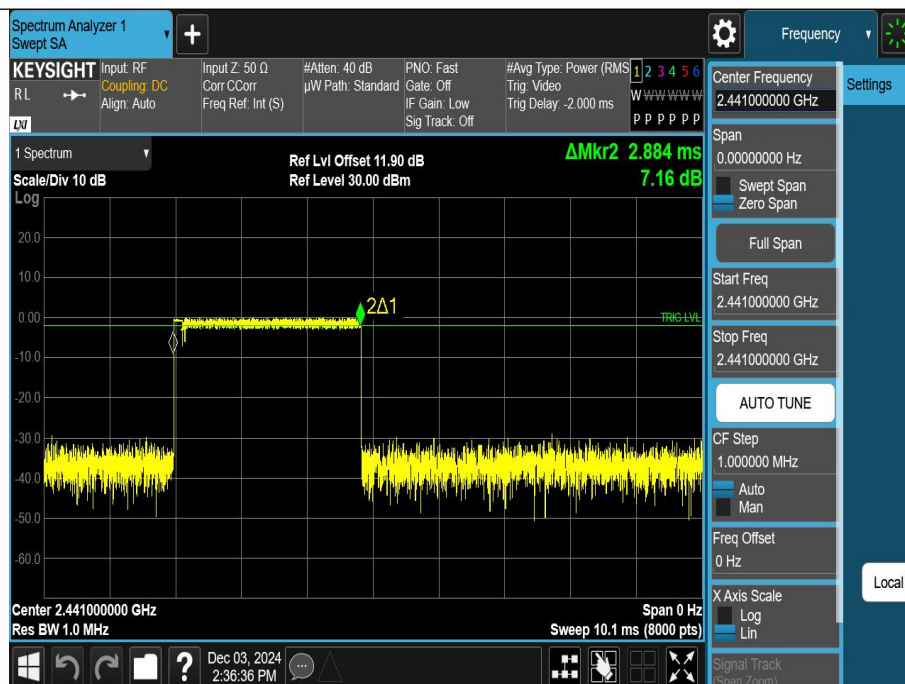 Spectrum Analyzer 1
Swept SA
+
Frequency
KEYSIGHT
RL
LXI
Input: RF
Coupling: DC
Align: Auto
Input Z: 50 Ω
Corr CCorr
Freq Ref: Int (S)
#Atten: 40 dB
µW Path: Standard
PNO: Fast
Gate: Off
IF Gain: Low
Sig Track: Off
#Avg Type: Power (RMS
Trig: Video
Trig Delay: -2.000 ms
1 2 3 4 5 6
W W W W W W
P P P P P P
1 Spectrum
Scale/Div 10 dB
Ref Lvl Offset 11.90 dB
Ref Level 30.00 dBm
ΔMkr2 2.884 ms
7.16 dB
Log
20.0
10.0
0.00
-10.0
-20.0
-30.0
-40.0
-50.0
-60.0
2Δ1
TRIG LVL
Center 2.441000000 GHz
Res BW 1.0 MHz
Span 0 Hz
Sweep 10.1 ms (8000 pts)
?
Dec 03, 2024
2:36:36 PM
Center Frequency
2.441000000 GHz
Span
0.00000000 Hz
Swept Span
Zero Span
Full Span
Start Freq
2.441000000 GHz
Stop Freq
2.441000000 GHz
AUTO TUNE
CF Step
1.000000 MHz
Auto
Man
Freq Offset
0 Hz
X Axis Scale
Log
Lin
Signal Track
(Span Zoom)
Settings
Local